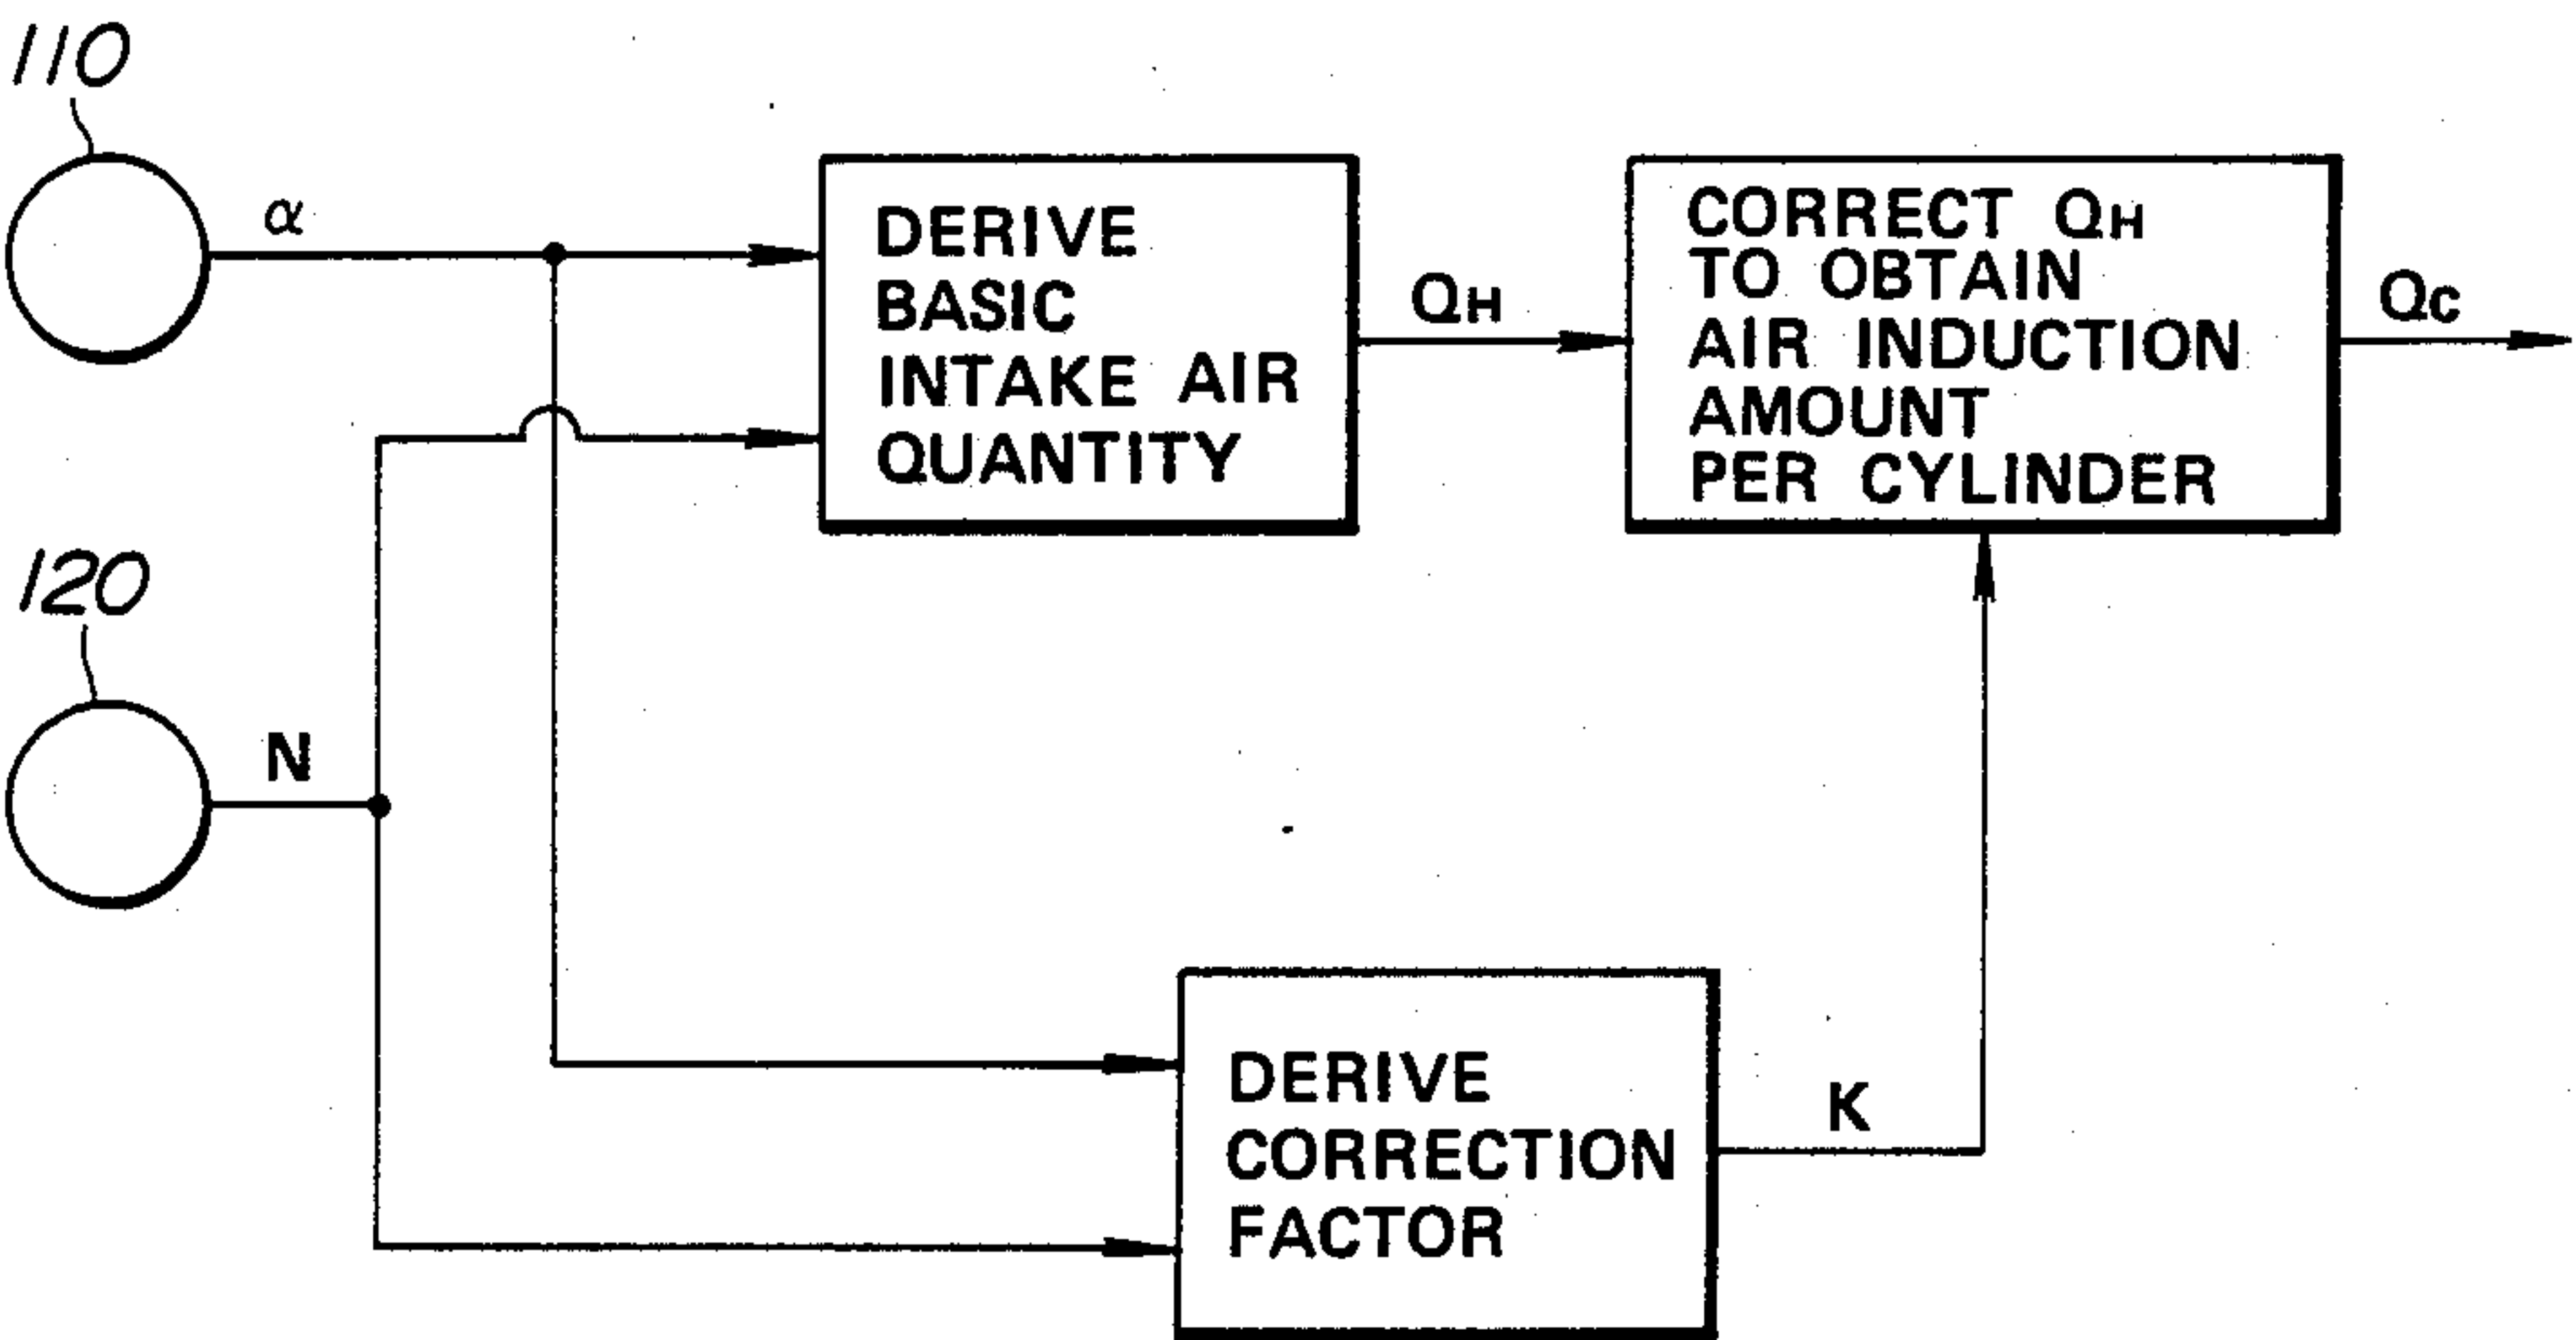 110
α
DERIVE
BASIC
INTAKE AIR
QUANTITY
QH
CORRECT QH
TO OBTAIN
AIR INDUCTION
AMOUNT
PER CYLINDER
QC
120
N
DERIVE
CORRECTION
FACTOR
K